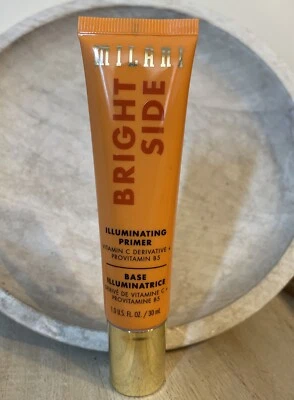 MILANI
BRIGHT
SIDE
ILLUMINATING
PRIMER
VITAMIN C DERIVATIVE +
PROVITAMIN B5
BASE
ILLUMINATRICE
DÉRIVÉ DE VITAMINE C +
PROVITAMINE B5
1.0 U.S. FL. OZ. / 30 mL